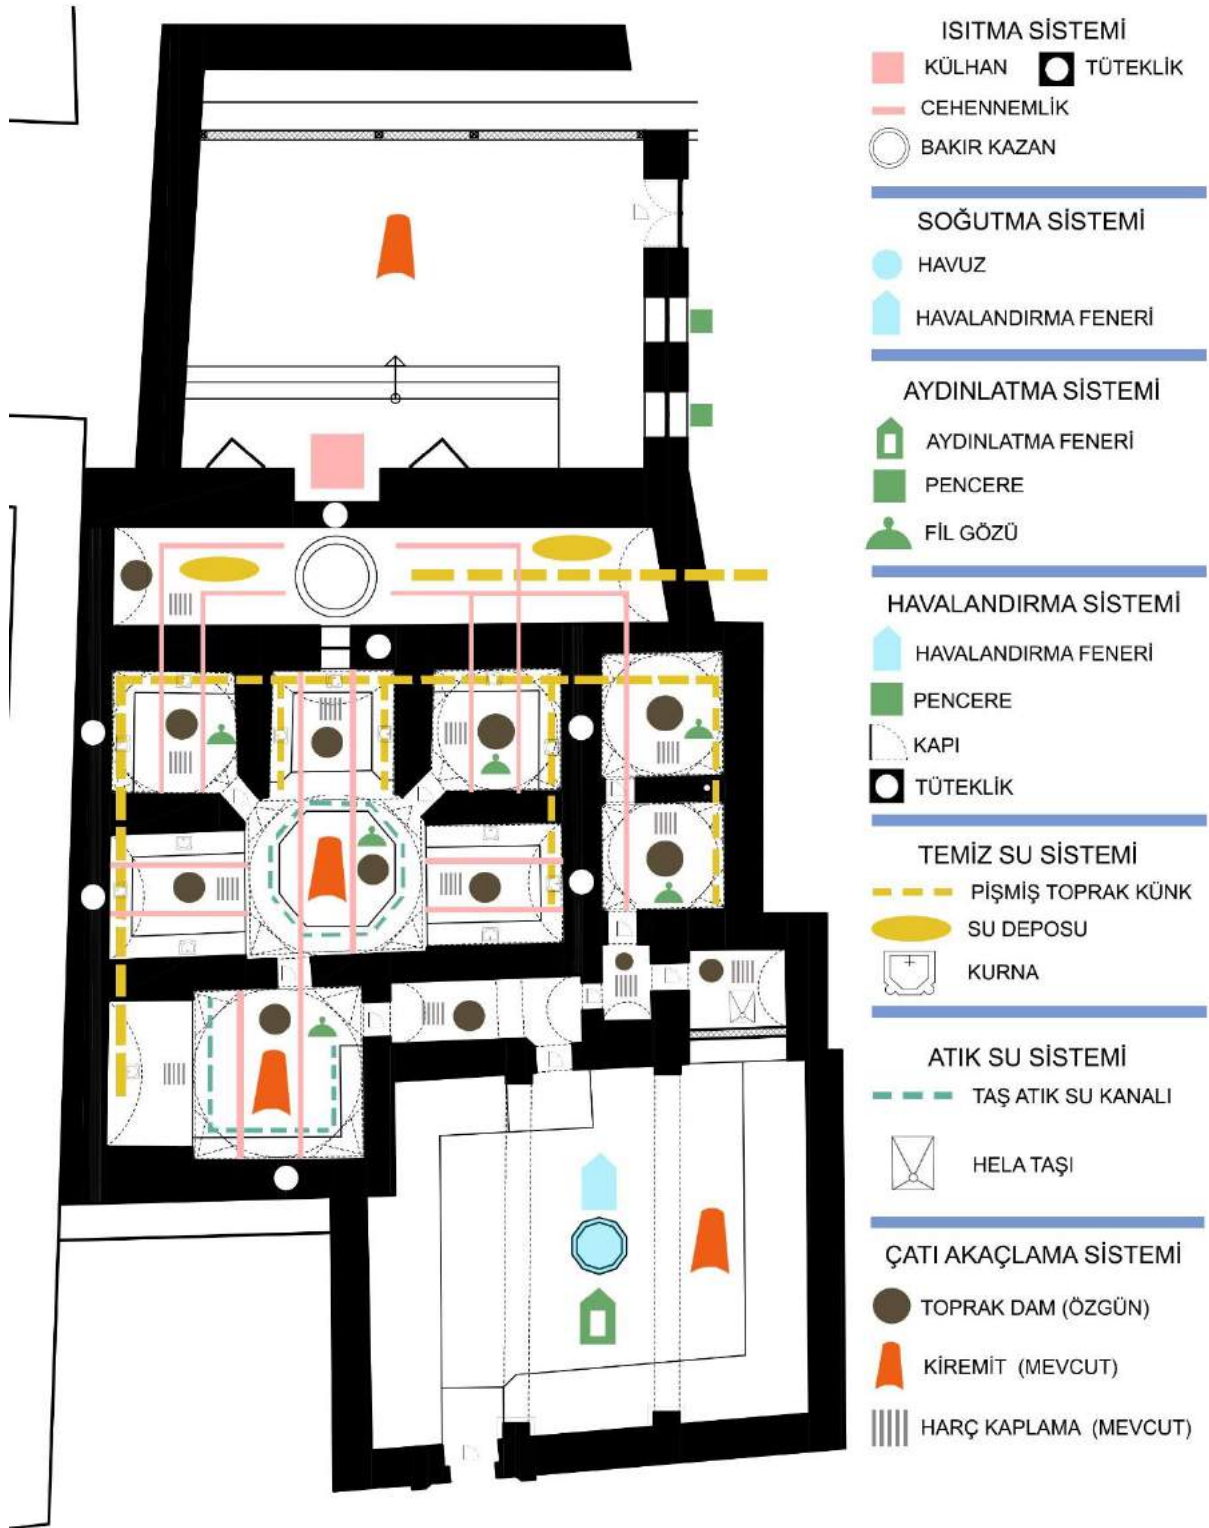 ISITMA SİSTEMİ
KÜLHAN TÜTEKLİK
CEHENNEMLİK
BAKIR KAZAN
SOĞUTMA SİSTEMİ
HAVUZ
HAVALANDIRMA FENERİ
AYDINLATMA SİSTEMİ
AYDINLATMA FENERİ
PENCERE
FİL GÖZÜ
HAVALANDIRMA SİSTEMİ
HAVALANDIRMA FENERİ
PENCERE
KAPI
TÜTEKLİK
TEMİZ SU SİSTEMİ
PİŞMİŞ TOPRAK KÜNK
SU DEPOSU
KURNA
ATIK SU SİSTEMİ
TAŞ ATIK SU KANALI
HELA TAŞI
ÇATI AKAÇLAMA SİSTEMİ
TOPRAK DAM (ÖZGÜN)
KİREMİT (MEVCUT)
HARÇ KAPLAMA (MEVCUT)